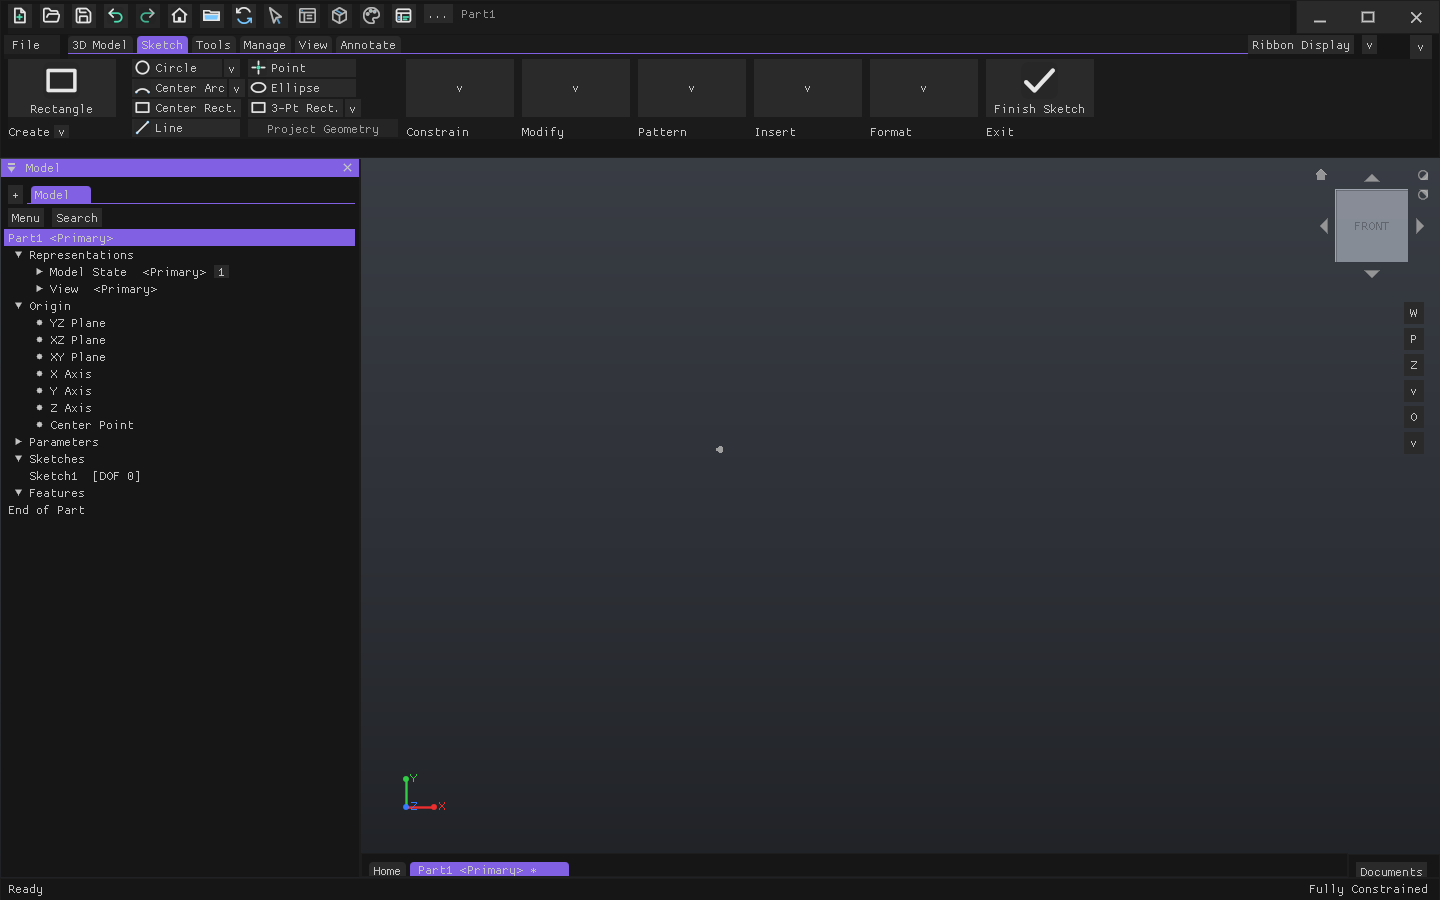 ... Part1
File 3D Model Sketch Tools Manage View Annotate Ribbon Display v v
Rectangle
Create v
Circle v Point
Center Arc v Ellipse
Center Rect. 3-Pt Rect. v
Line Project Geometry
v v v v v
Finish Sketch
Constrain Modify Pattern Insert Format Exit
Model
+ Model
Menu Search
Part1 <Primary>
Representations
Model State <Primary> 1
View <Primary>
Origin
YZ Plane
XZ Plane
XY Plane
X Axis
Y Axis
Z Axis
Center Point
Parameters
Sketches
Sketch1 [DOF 0]
Features
End of Part
FRONT
W
P
Z
v
O
v
Y
Z X
Home Part1 <Primary> * Documents
Ready Fully Constrained